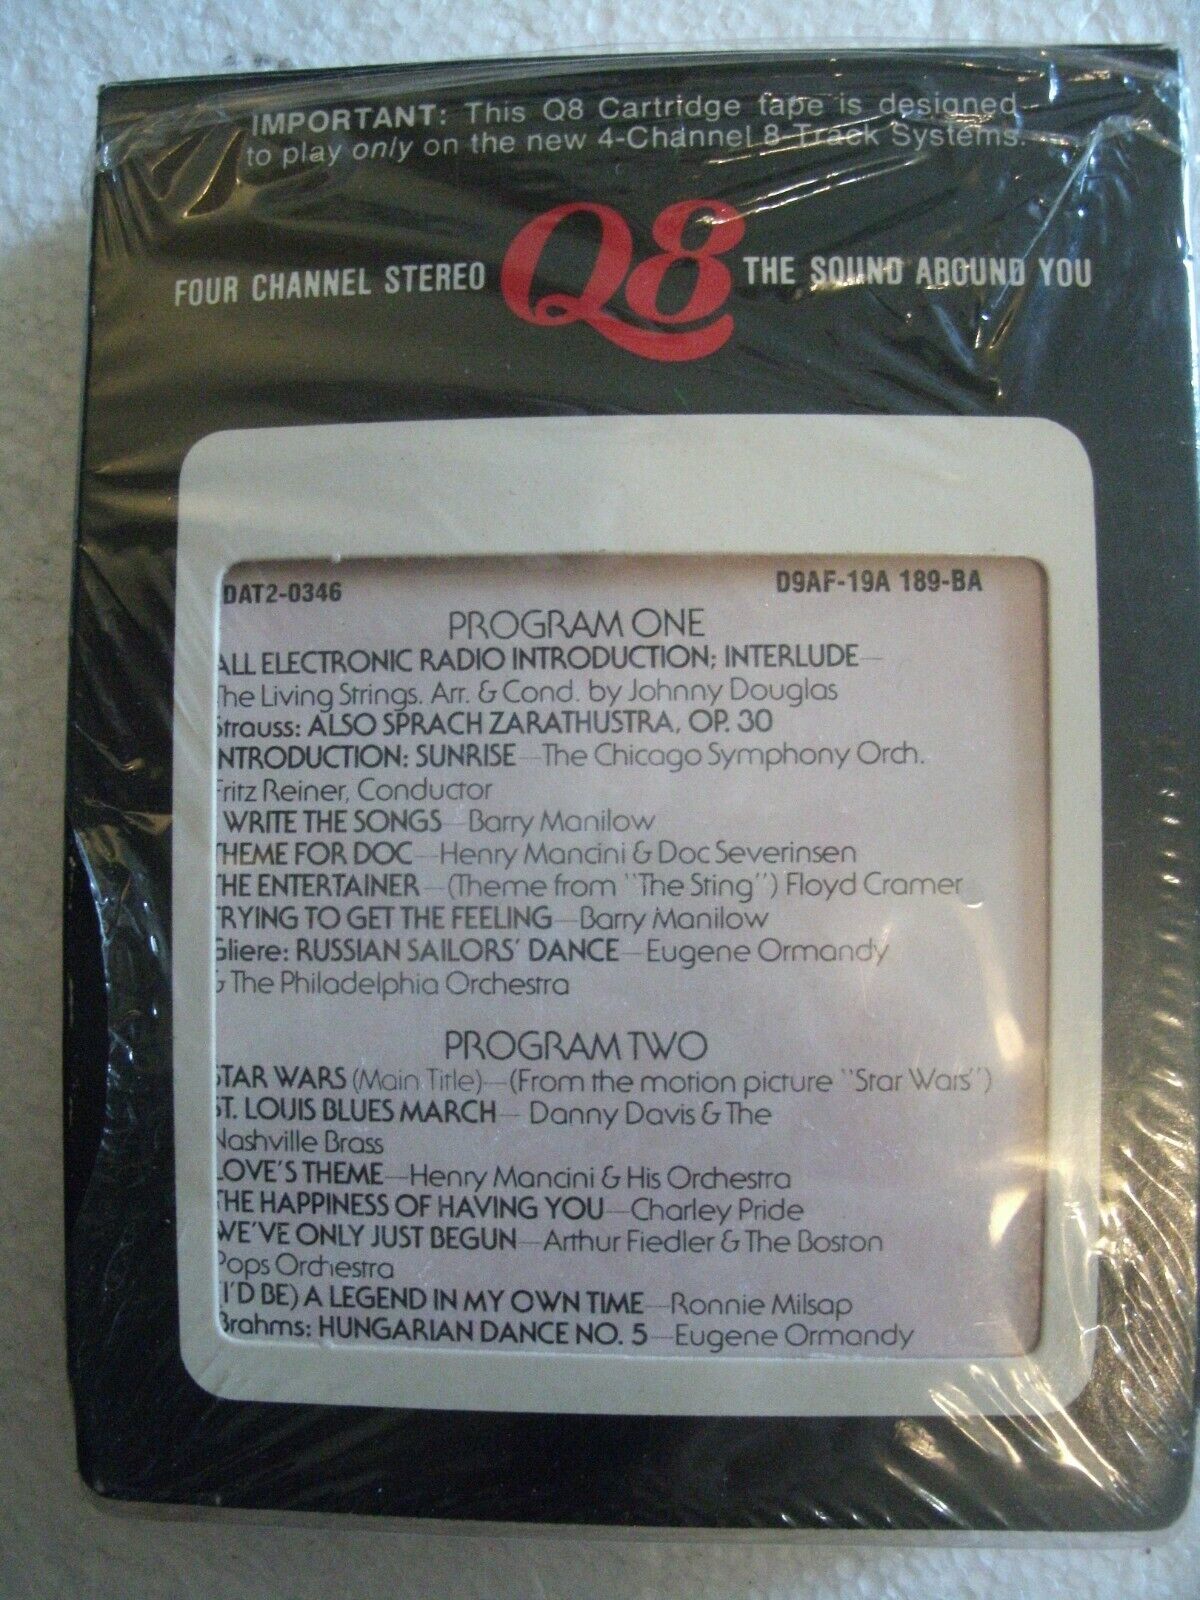 IMPORTANT: This Q8 Cartridge tape is designed
to play only on the new 4-Channel 8-Track Systems.
FOUR CHANNEL STEREO Q8 THE SOUND AROUND YOU
DAT2-0346 D9AF-19A 189-BA
PROGRAM ONE
ALL ELECTRONIC RADIO INTRODUCTION; INTERLUDE—
The Living Strings. Arr. & Cond. by Johnny Douglas
Strauss: ALSO SPRACH ZARATHUSTRA, OP. 30
INTRODUCTION: SUNRISE—The Chicago Symphony Orch.
Fritz Reiner, Conductor
I WRITE THE SONGS—Barry Manilow
THEME FOR DOC—Henry Mancini & Doc Severinsen
THE ENTERTAINER—(Theme from "The Sting") Floyd Cramer
TRYING TO GET THE FEELING—Barry Manilow
Gliere: RUSSIAN SAILORS' DANCE—Eugene Ormandy
& The Philadelphia Orchestra
PROGRAM TWO
STAR WARS (Main Title)—(From the motion picture "Star Wars")
ST. LOUIS BLUES MARCH—Danny Davis & The
Nashville Brass
LOVE'S THEME—Henry Mancini & His Orchestra
THE HAPPINESS OF HAVING YOU—Charley Pride
WE'VE ONLY JUST BEGUN—Arthur Fiedler & The Boston
Pops Orchestra
(I'D BE) A LEGEND IN MY OWN TIME—Ronnie Milsap
Brahms: HUNGARIAN DANCE NO. 5—Eugene Ormandy